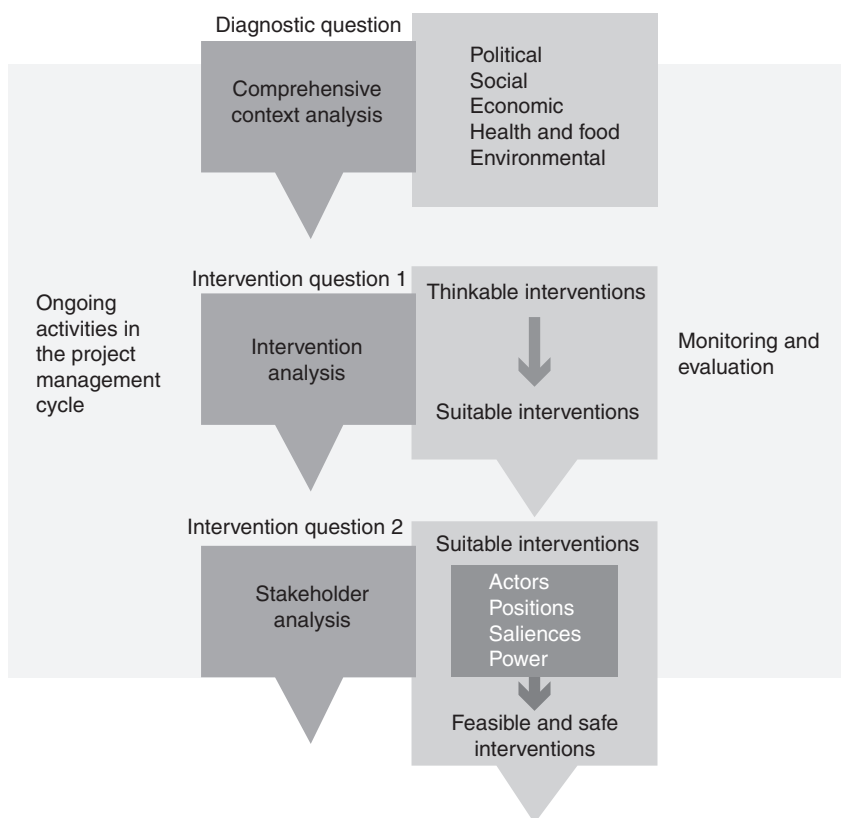 Diagnostic question
Comprehensive
context analysis
Political
Social
Economic
Health and food
Environmental
Ongoing
activities in
the project
management
cycle
Intervention question 1
Intervention
analysis
Thinkable interventions
Suitable interventions
Monitoring and
evaluation
Intervention question 2
Stakeholder
analysis
Suitable interventions
Actors
Positions
Saliences
Power
Feasible and safe
interventions